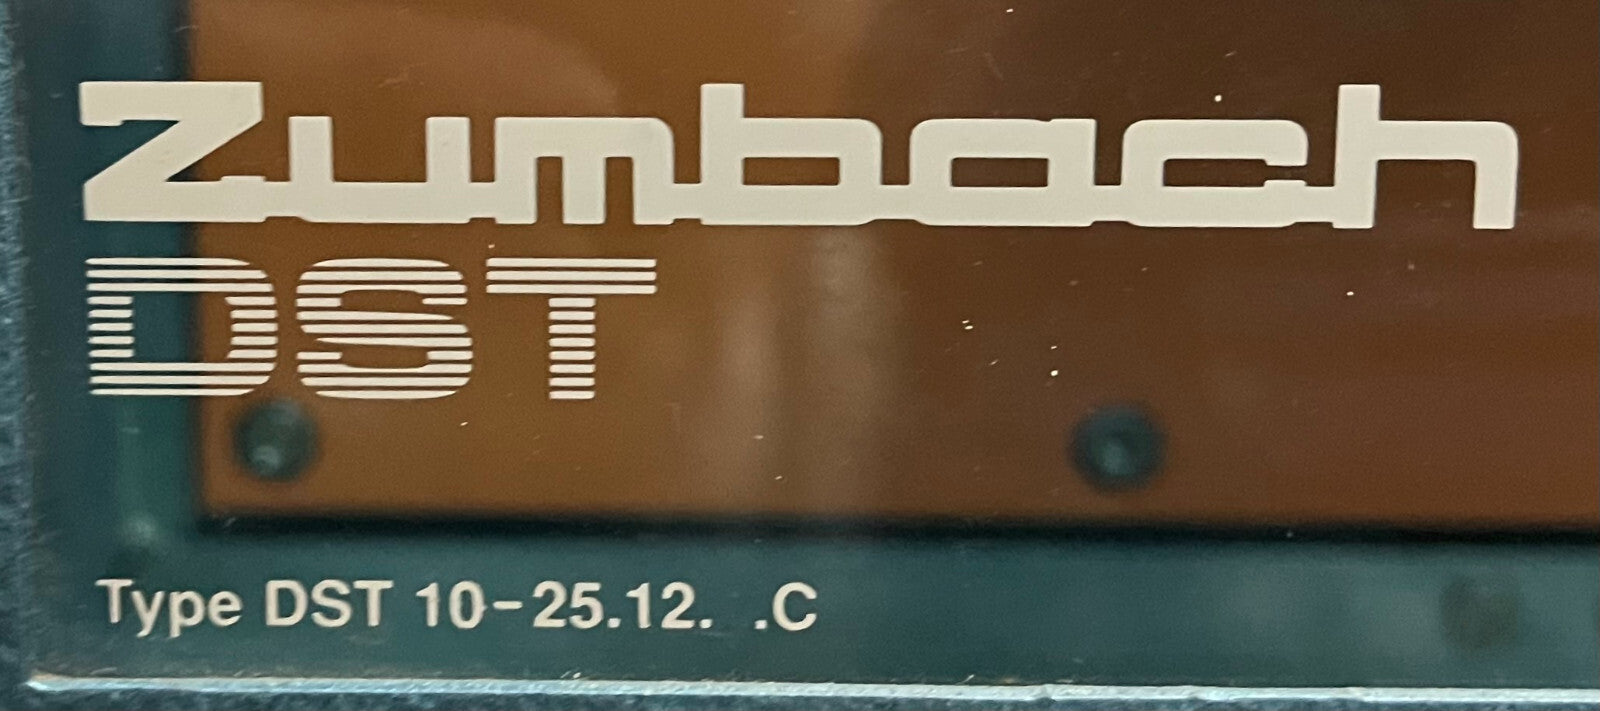 Zumbach
DST
Type DST 10-25.12. .C